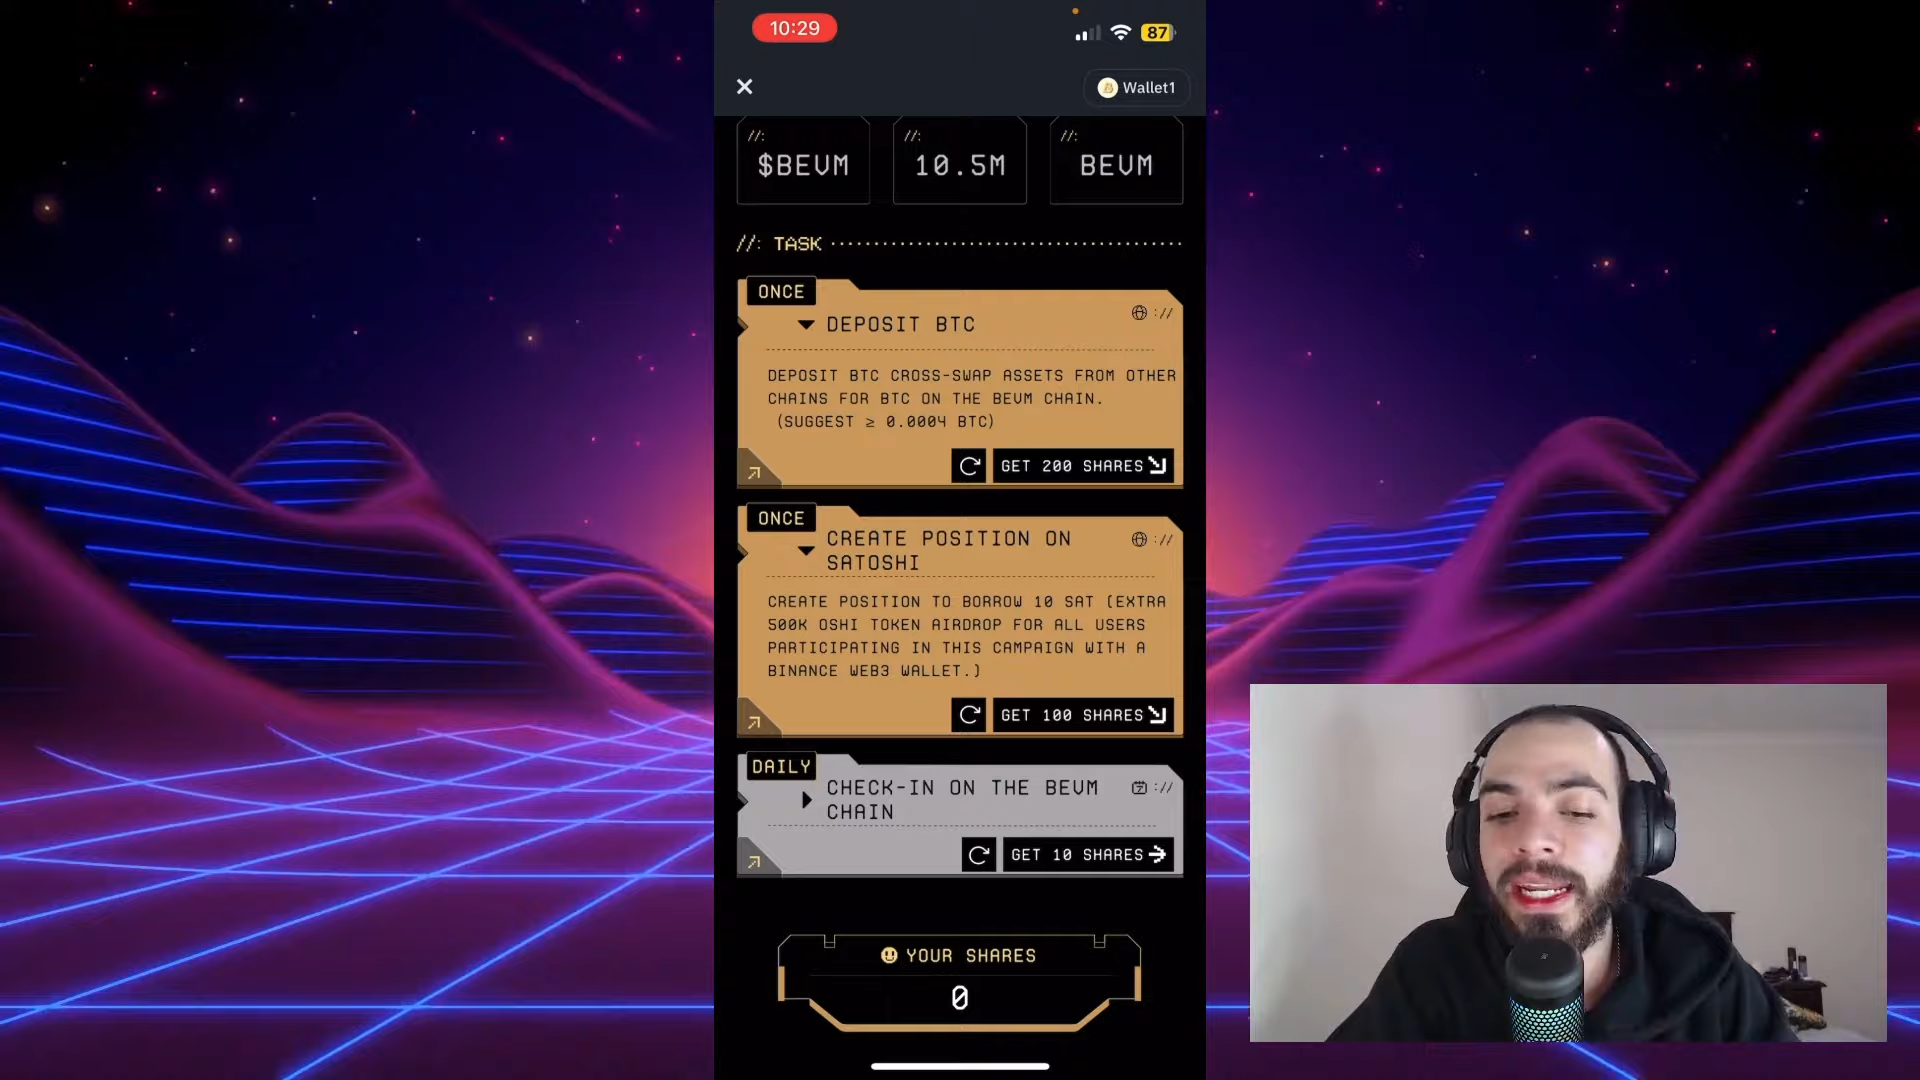 10:29
87
Wallet1
//:
$BEVM
//:
10.5M
//:
BEVM
//: TASK
ONCE
://
DEPOSIT BTC
DEPOSIT BTC CROSS-SWAP ASSETS FROM OTHER
CHAINS FOR BTC ON THE BEVM CHAIN.
(SUGGEST ≥ 0.0004 BTC)
GET 200 SHARES
ONCE
CREATE POSITION ON
://
SATOSHI
CREATE POSITION TO BORROW 10 SAT (EXTRA
500K OSHI TOKEN AIRDROP FOR ALL USERS
PARTICIPATING IN THIS CAMPAIGN WITH A
BINANCE WEB3 WALLET.)
GET 100 SHARES
DAILY
CHECK-IN ON THE BEVM
://
CHAIN
GET 10 SHARES
YOUR SHARES
0